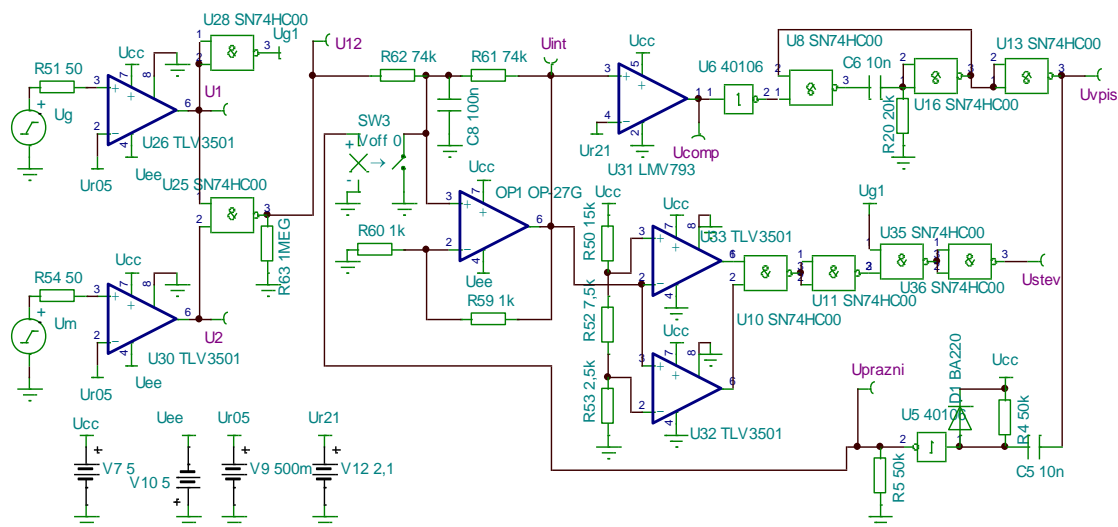 U28 SN74HC00
Ucc
Ug1
U12
R62 74k
R61 74k
Uint
Ucc
U8 SN74HC00
U13 SN74HC00
R51 50
U1
C8 100n
U6 40106
C6 10n
Uvpis
Ug
U26 TLV3501
SW3
Voff 0
U16 SN74HC00
R20 20k
Ur05
Uee
U25 SN74HC00
Ucc
OP1 OP-27G
Ur21
U31 LMV793
Ucomp
Ucc
Ucc
Ug1
R54 50
Ucc
R63 1MEG
R60 1k
R50 15k
U33 TLV3501
U35 SN74HC00
Uee
Um
U2
R59 1k
U11 SN74HC00
U36 SN74HC00
Ustev
U30 TLV3501
R52 7,5k
Ucc
U10 SN74HC00
Ur05
Uee
R53 2,5k
Uprazni
D1 BA220
Ucc
U5 40106
R4 50k
Ucc
Uee
Ur05
Ur21
U32 TLV3501
C5 10n
V7 5
V10 5
V9 500m
V12 2,1
R5 50k